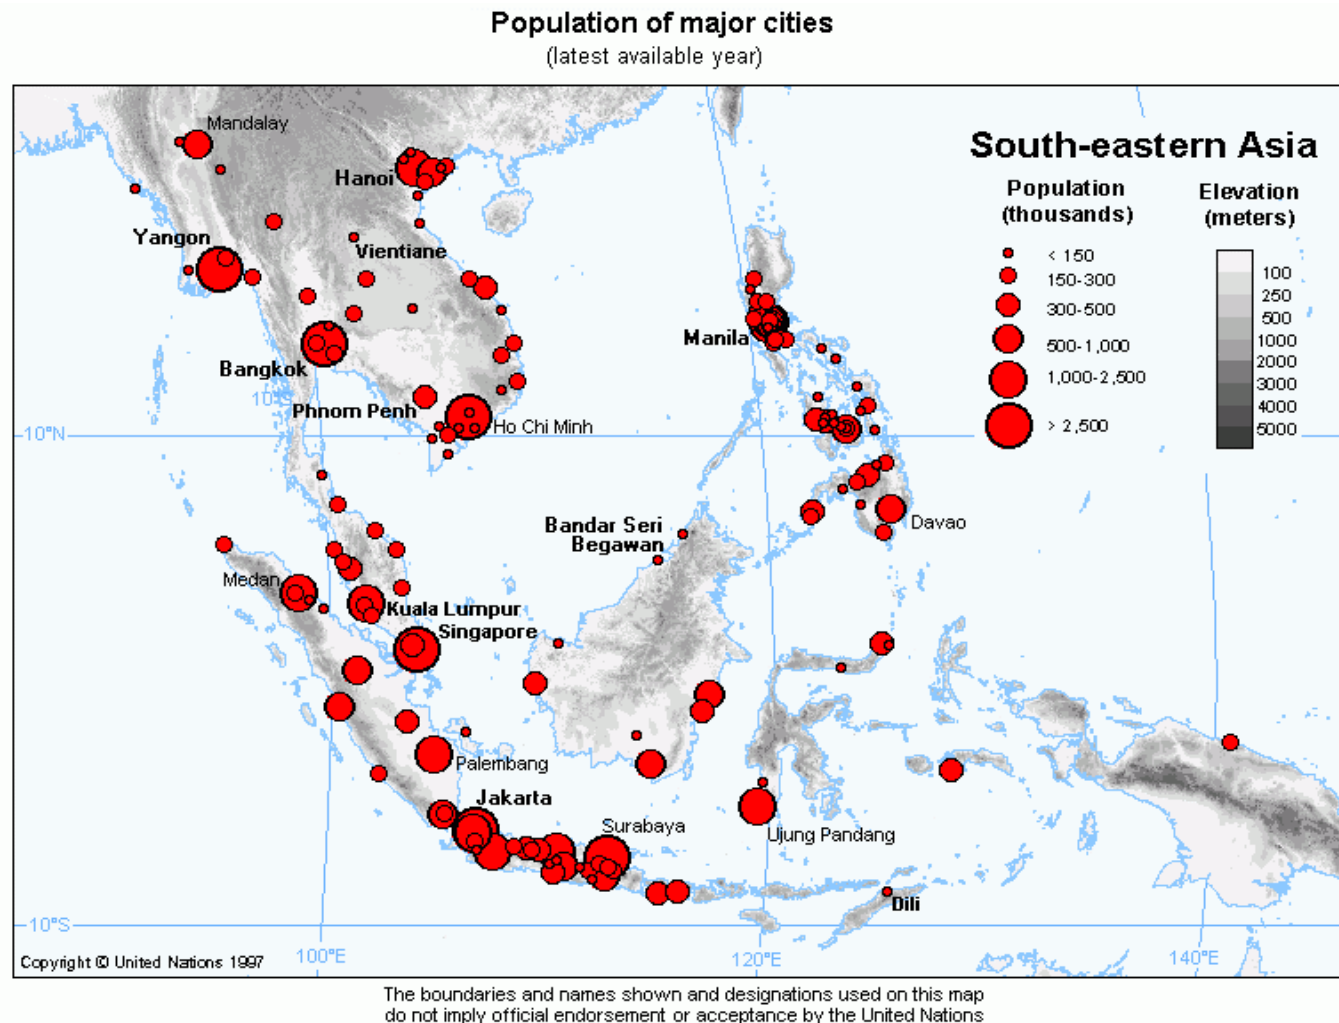 Population of major cities
(latest available year)
South-eastern Asia
Population
(thousands)
< 150
150-300
300-500
500-1,000
1,000-2,500
> 2,500
Elevation
(meters)
100
250
500
1000
2000
3000
4000
5000
Mandalay
Hanoi
Yangon
Vientiane
Manila
Bangkok
Phnom Penh
Ho Chi Minh
10°N
Davao
Bandar Seri
Begawan
Medan
Kuala Lumpur
Singapore
Palembang
Jakarta
Surabaya
Ujung Pandang
Dili
10°S
100°E
120°E
140°E
Copyright © United Nations 1997
The boundaries and names shown and designations used on this map
do not imply official endorsement or acceptance by the United Nations